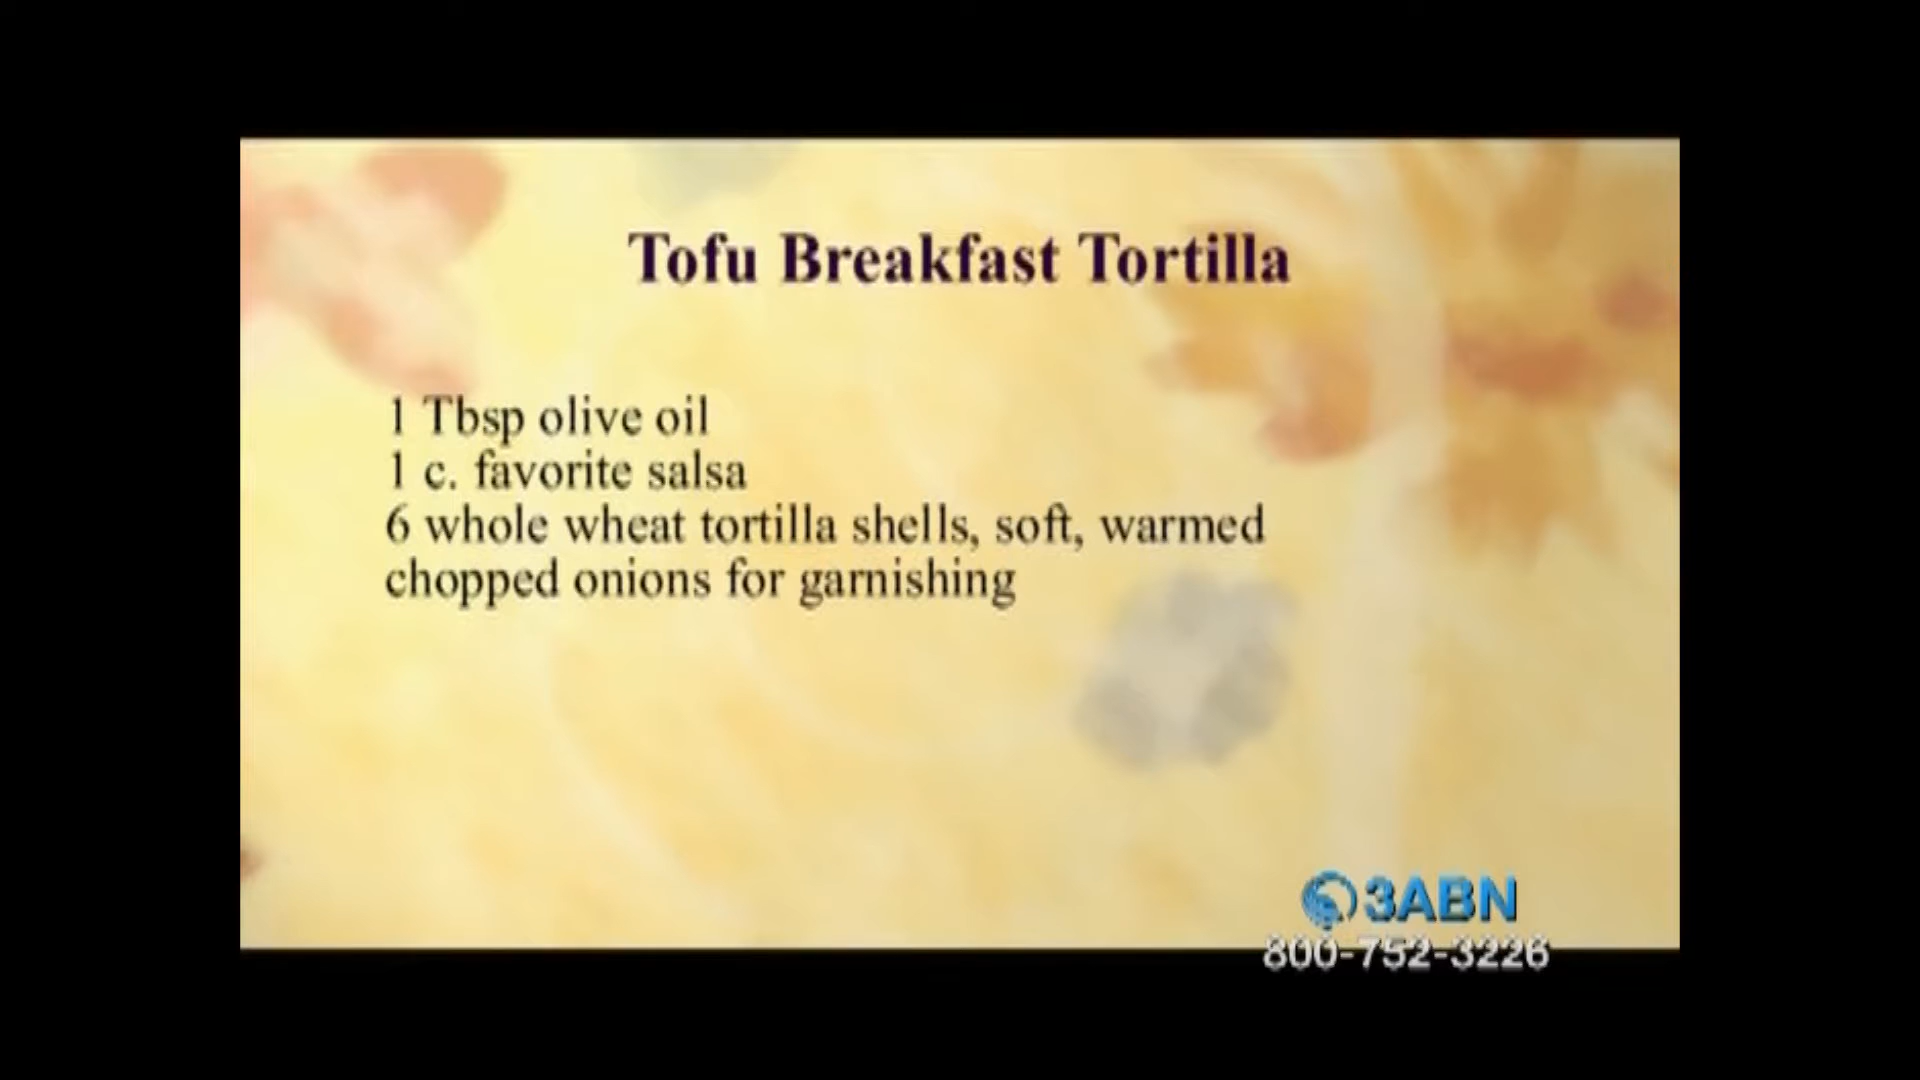 Tofu Breakfast Tortilla
1 Tbsp olive oil
1 c. favorite salsa
6 whole wheat tortilla shells, soft, warmed
chopped onions for garnishing
3ABN
800-752-3226